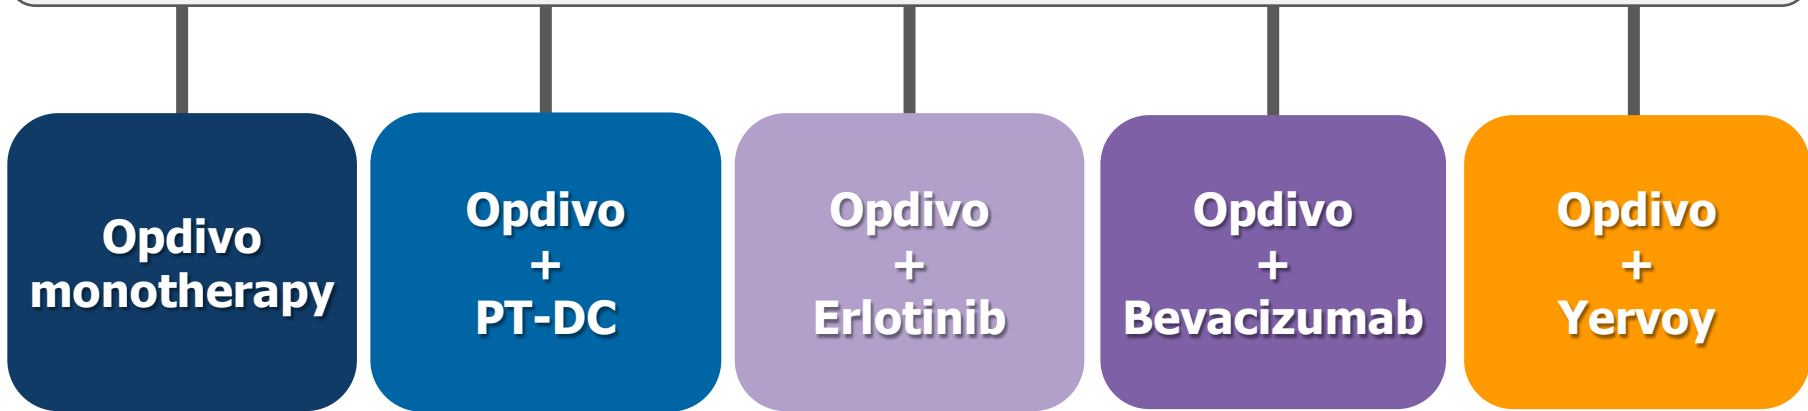 Opdivo
monotherapy
Opdivo
+
PT-DC
Opdivo
+
Erlotinib
Opdivo
+
Bevacizumab
Opdivo
+
Yervoy